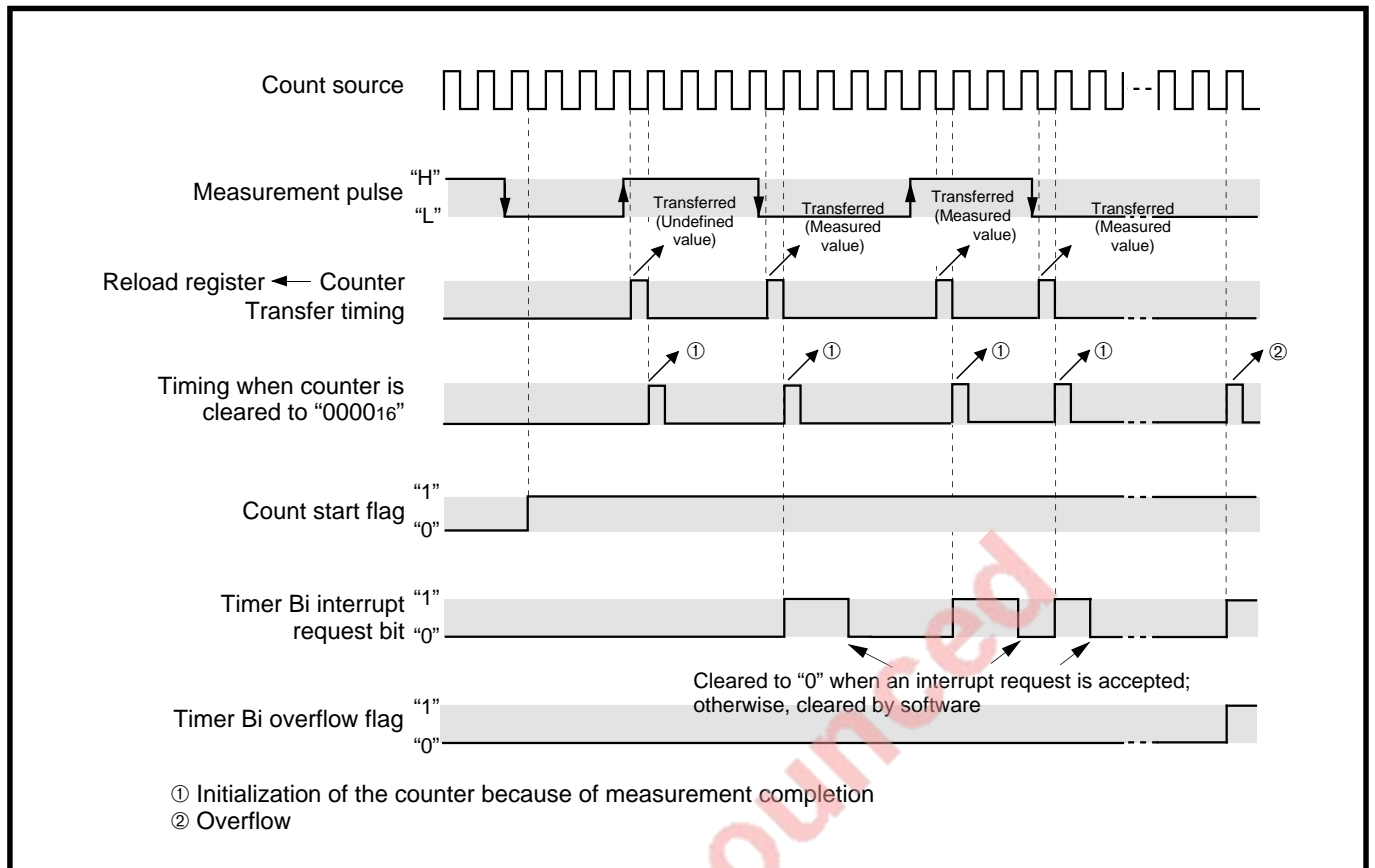 Count source
Measurement pulse
“H”
“L”
Transferred
(Undefined
value)
Transferred
(Measured
value)
Transferred
(Measured
value)
Transferred
(Measured
value)
Reload register ← Counter
Transfer timing
Timing when counter is
cleared to “000016”
① ① ① ① ②
Count start flag
“1”
“0”
Timer Bi interrupt
request bit
“1”
“0”
Cleared to “0” when an interrupt request is accepted;
otherwise, cleared by software
Timer Bi overflow flag
“1”
“0”
① Initialization of the counter because of measurement completion
② Overflow
ounced